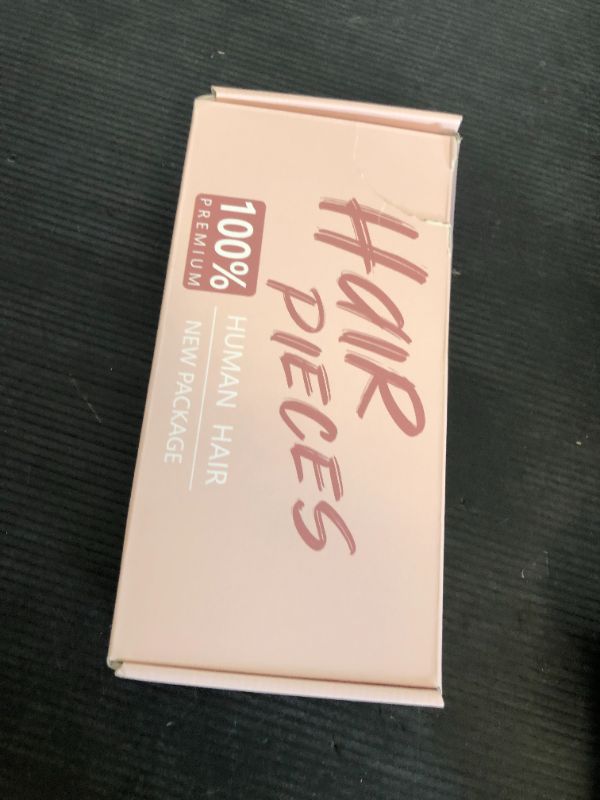 HAIR
PIECES
100%
PREMIUM
HUMAN HAIR
NEW PACKAGE